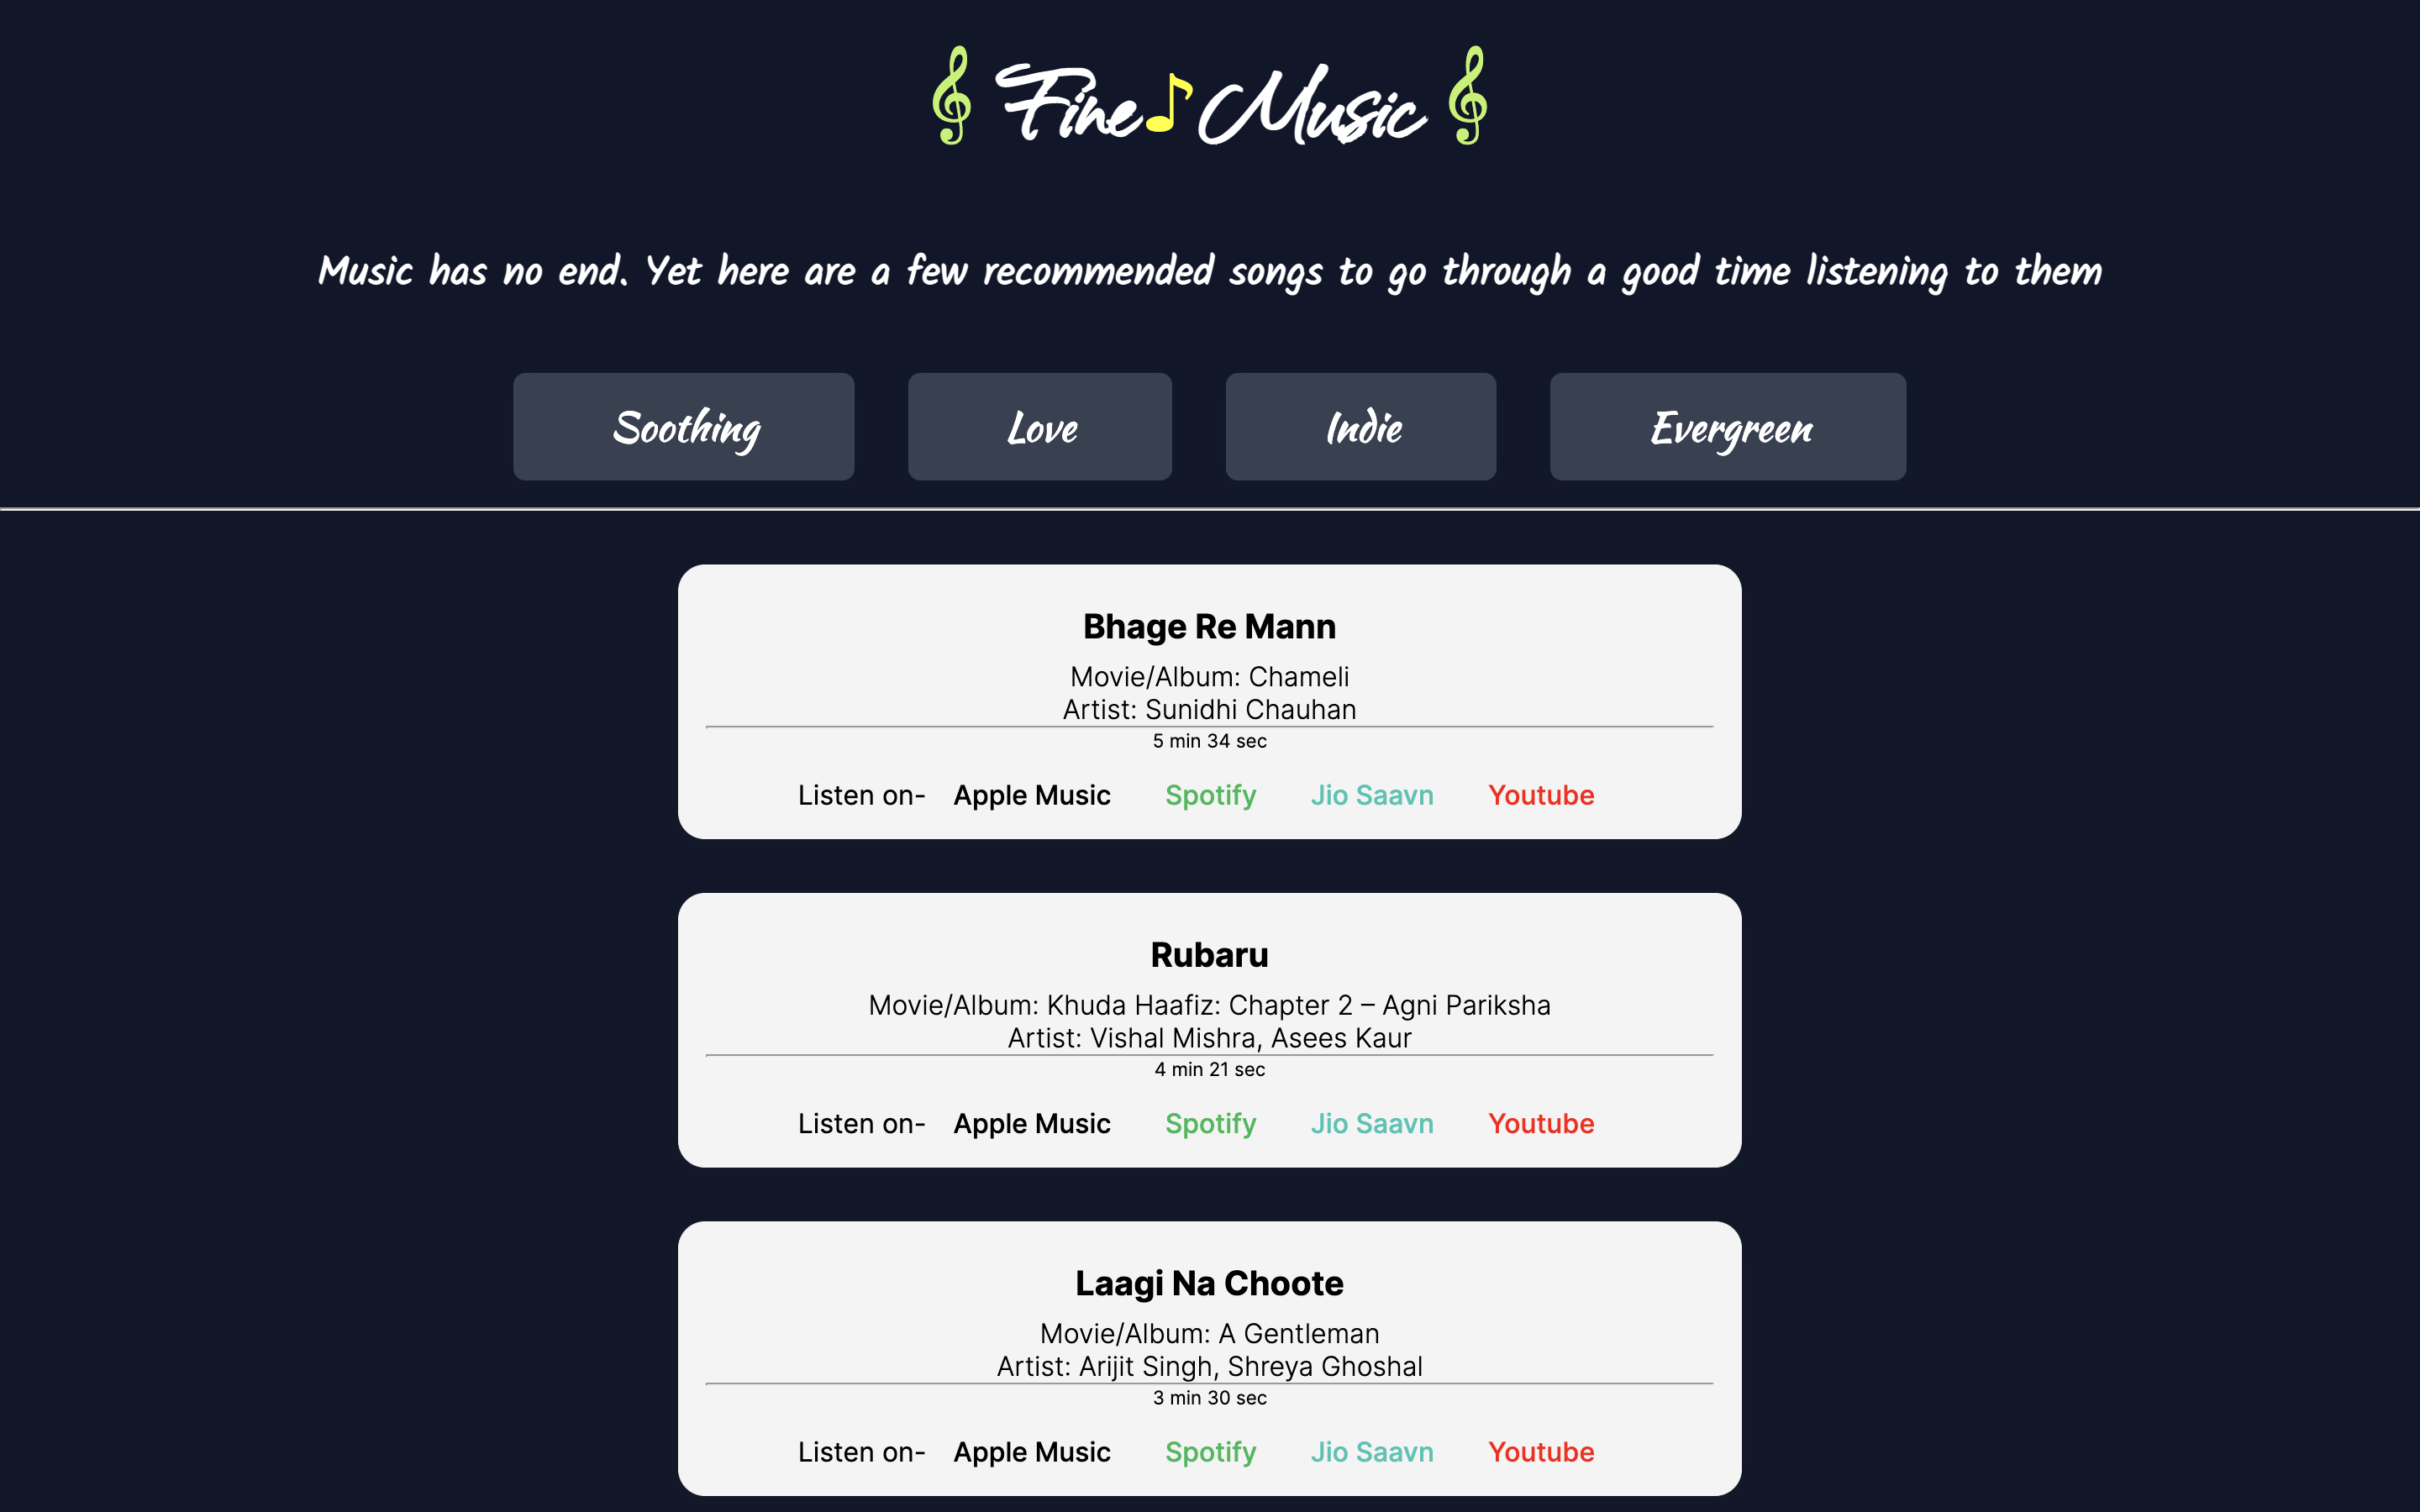 Fine Music
Music has no end. Yet here are a few recommended songs to go through a good time listening to them
Soothing Love Indie Evergreen
Bhage Re Mann
Movie/Album: Chameli
Artist: Sunidhi Chauhan
5 min 34 sec
Listen on- Apple Music Spotify Jio Saavn Youtube
Rubaru
Movie/Album: Khuda Haafiz: Chapter 2 – Agni Pariksha
Artist: Vishal Mishra, Asees Kaur
4 min 21 sec
Listen on- Apple Music Spotify Jio Saavn Youtube
Laagi Na Choote
Movie/Album: A Gentleman
Artist: Arijit Singh, Shreya Ghoshal
3 min 30 sec
Listen on- Apple Music Spotify Jio Saavn Youtube